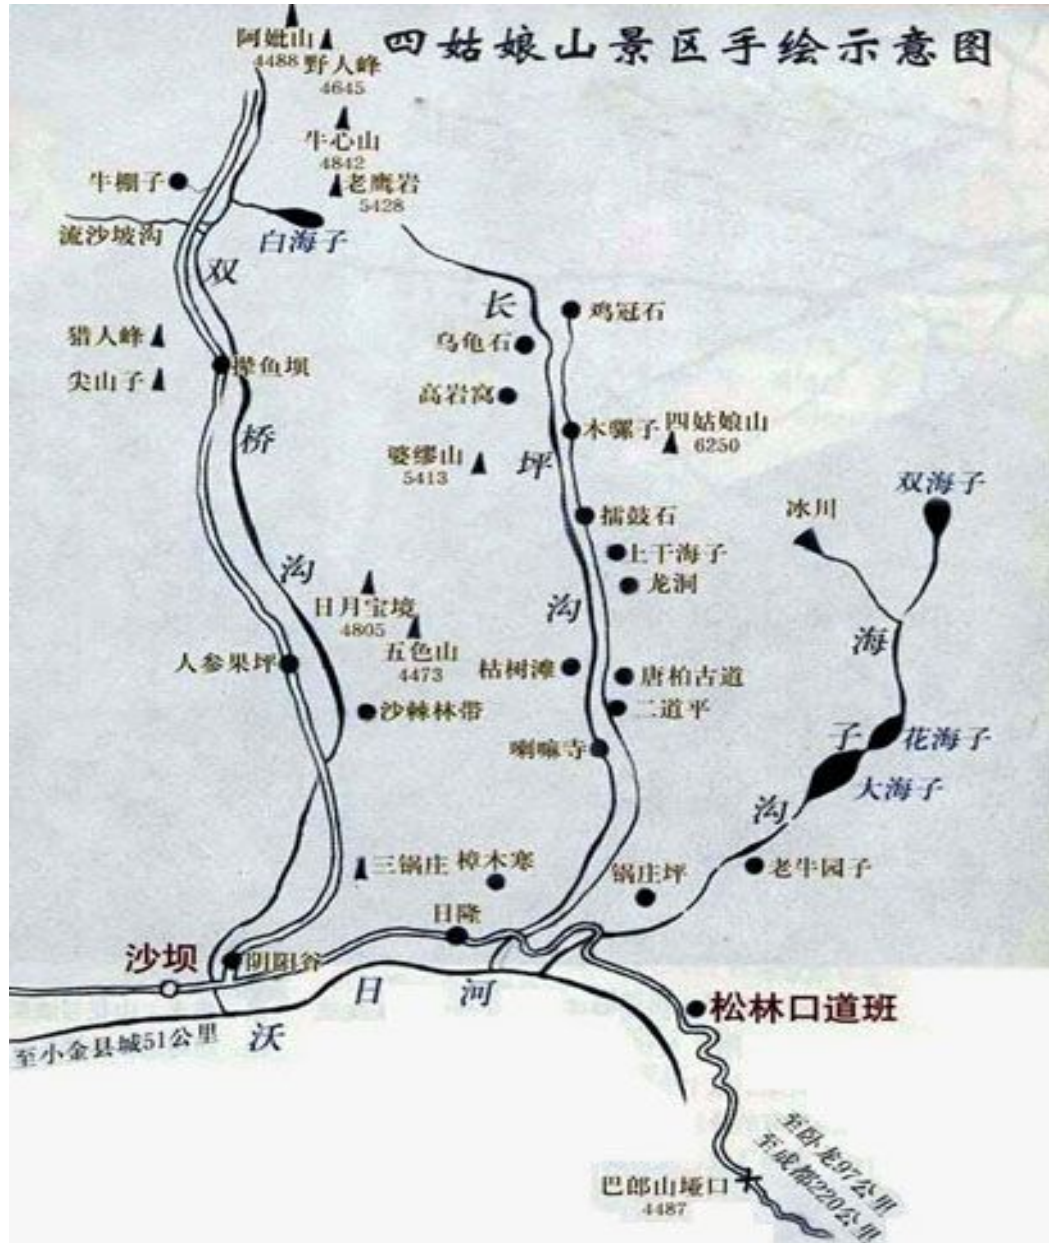 四姑娘山景区手绘示意图
阿妣山
4488
野人峰
4645
牛心山
4842
老鹰岩
5428
牛棚子
流沙坡沟
白海子
双
桥
沟
猎人峰
尖山子
撵鱼坝
长
坪
沟
鸡冠石
乌龟石
高岩窝
木骡子
四姑娘山
6250
婆缪山
5413
擂鼓石
上干海子
龙洞
冰川
双海子
日月宝境
4805
五色山
4473
人参果坪
沙棘林带
枯树滩
唐柏古道
二道平
喇嘛寺
海
子
沟
花海子
大海子
三锅庄
樟木寒
锅庄坪
老牛园子
日隆
沙坝
阴阳谷
沃
日
河
至小金县城51公里
松林口道班
至卧龙97公里
至成都220公里
巴郎山垭口
4487